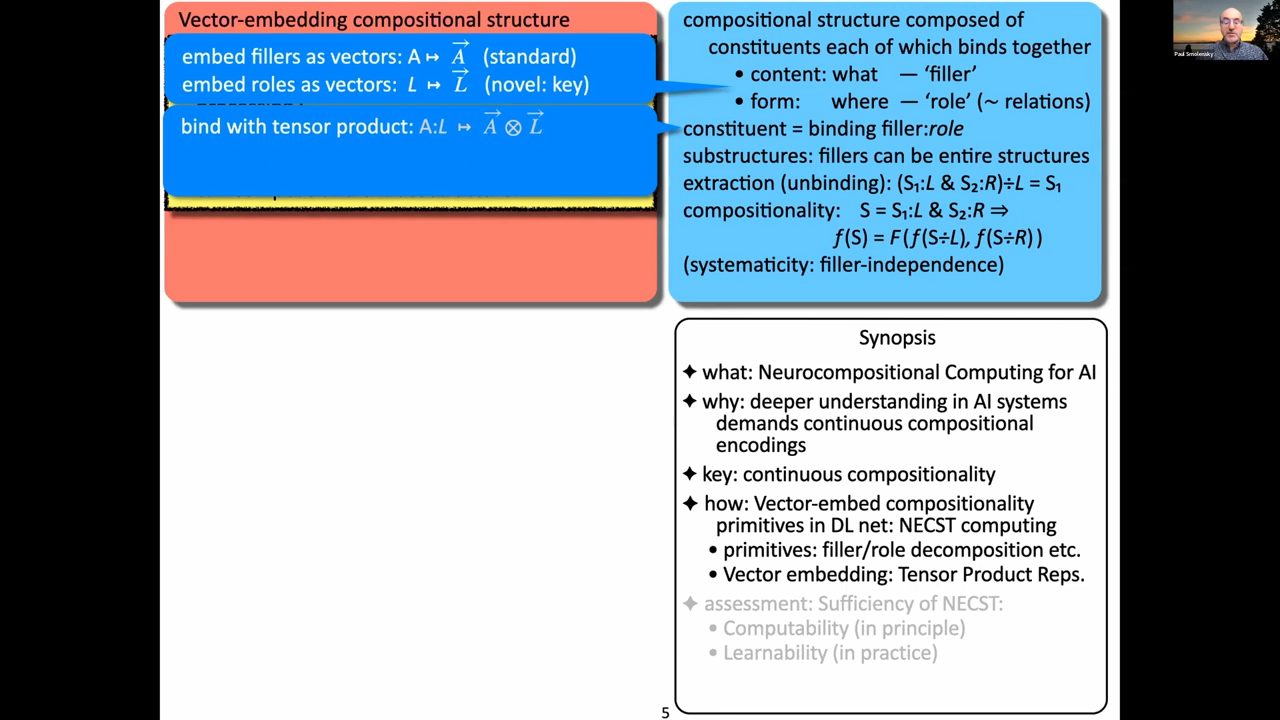 Vector-embedding compositional structure
embed fillers as vectors: A ↦ A⃗ (standard)
embed roles as vectors: L ↦ L⃗ (novel: key)
bind with tensor product: A:L ↦ A⃗ ⊗ L⃗
compositional structure composed of
constituents each of which binds together
• content: what — ‘filler’
• form: where — ‘role’ (~ relations)
constituent = binding filler:role
substructures: fillers can be entire structures
extraction (unbinding): (S₁:L & S₂:R)÷L = S₁
compositionality: S = S₁:L & S₂:R ⇒
f(S) = F(f(S÷L), f(S÷R))
(systematicity: filler-independence)
Synopsis
✦ what: Neurocompositional Computing for AI
✦ why: deeper understanding in AI systems
demands continuous compositional
encodings
✦ key: continuous compositionality
✦ how: Vector-embed compositionality
primitives in DL net: NECST computing
• primitives: filler/role decomposition etc.
• Vector embedding: Tensor Product Reps.
✦ assessment: Sufficiency of NECST:
• Computability (in principle)
• Learnability (in practice)
5
Paul Smolensky